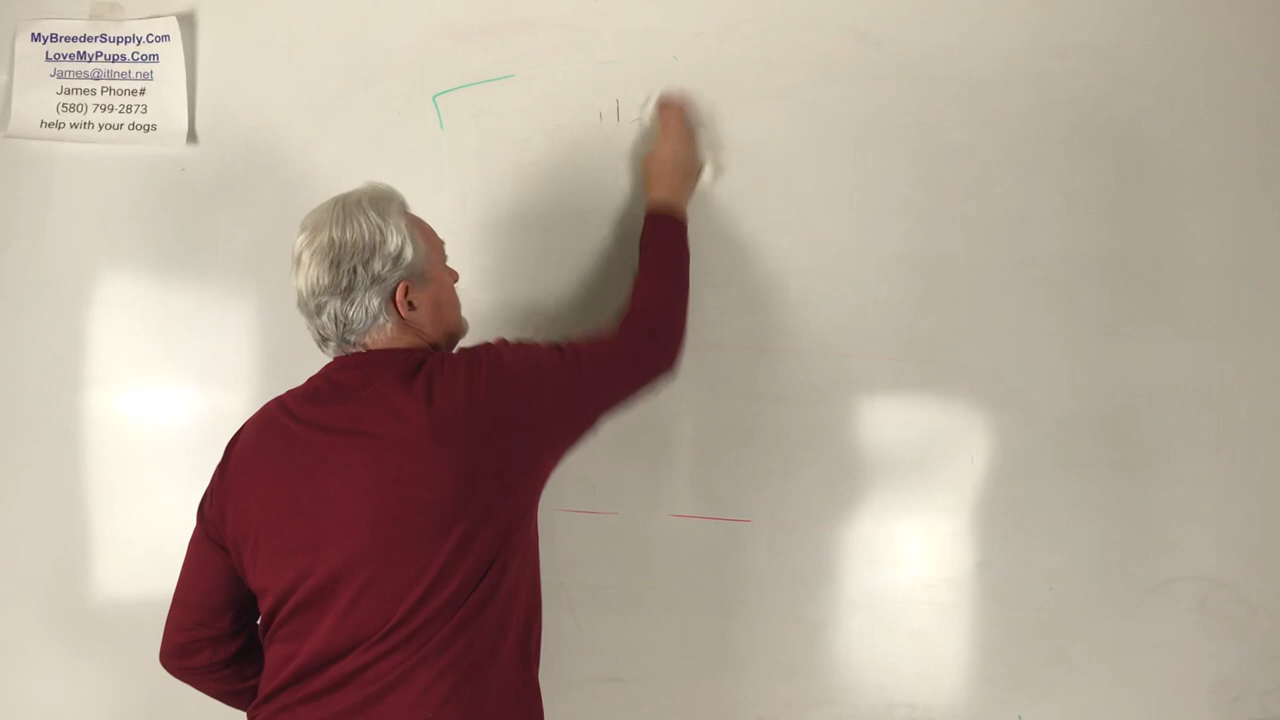 MyBreederSupply.Com
LoveMyPups.Com
James@itlnet.net
James Phone#
(580) 799-2873
help with your dogs